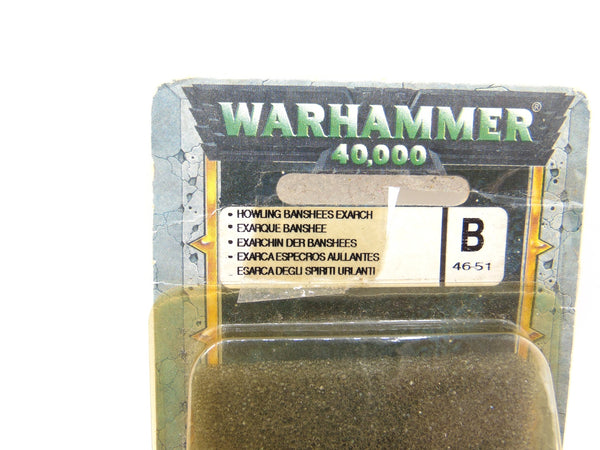 WARHAMMER®
40,000
• HOWLING BANSHEES EXARCH
• EXARQUE BANSHEE
• EXARCHIN DER BANSHEES
- EXARCA ESPECROS AULLANTES
ESARCA DEGLI SPIRITI URLANTI
B
46-51